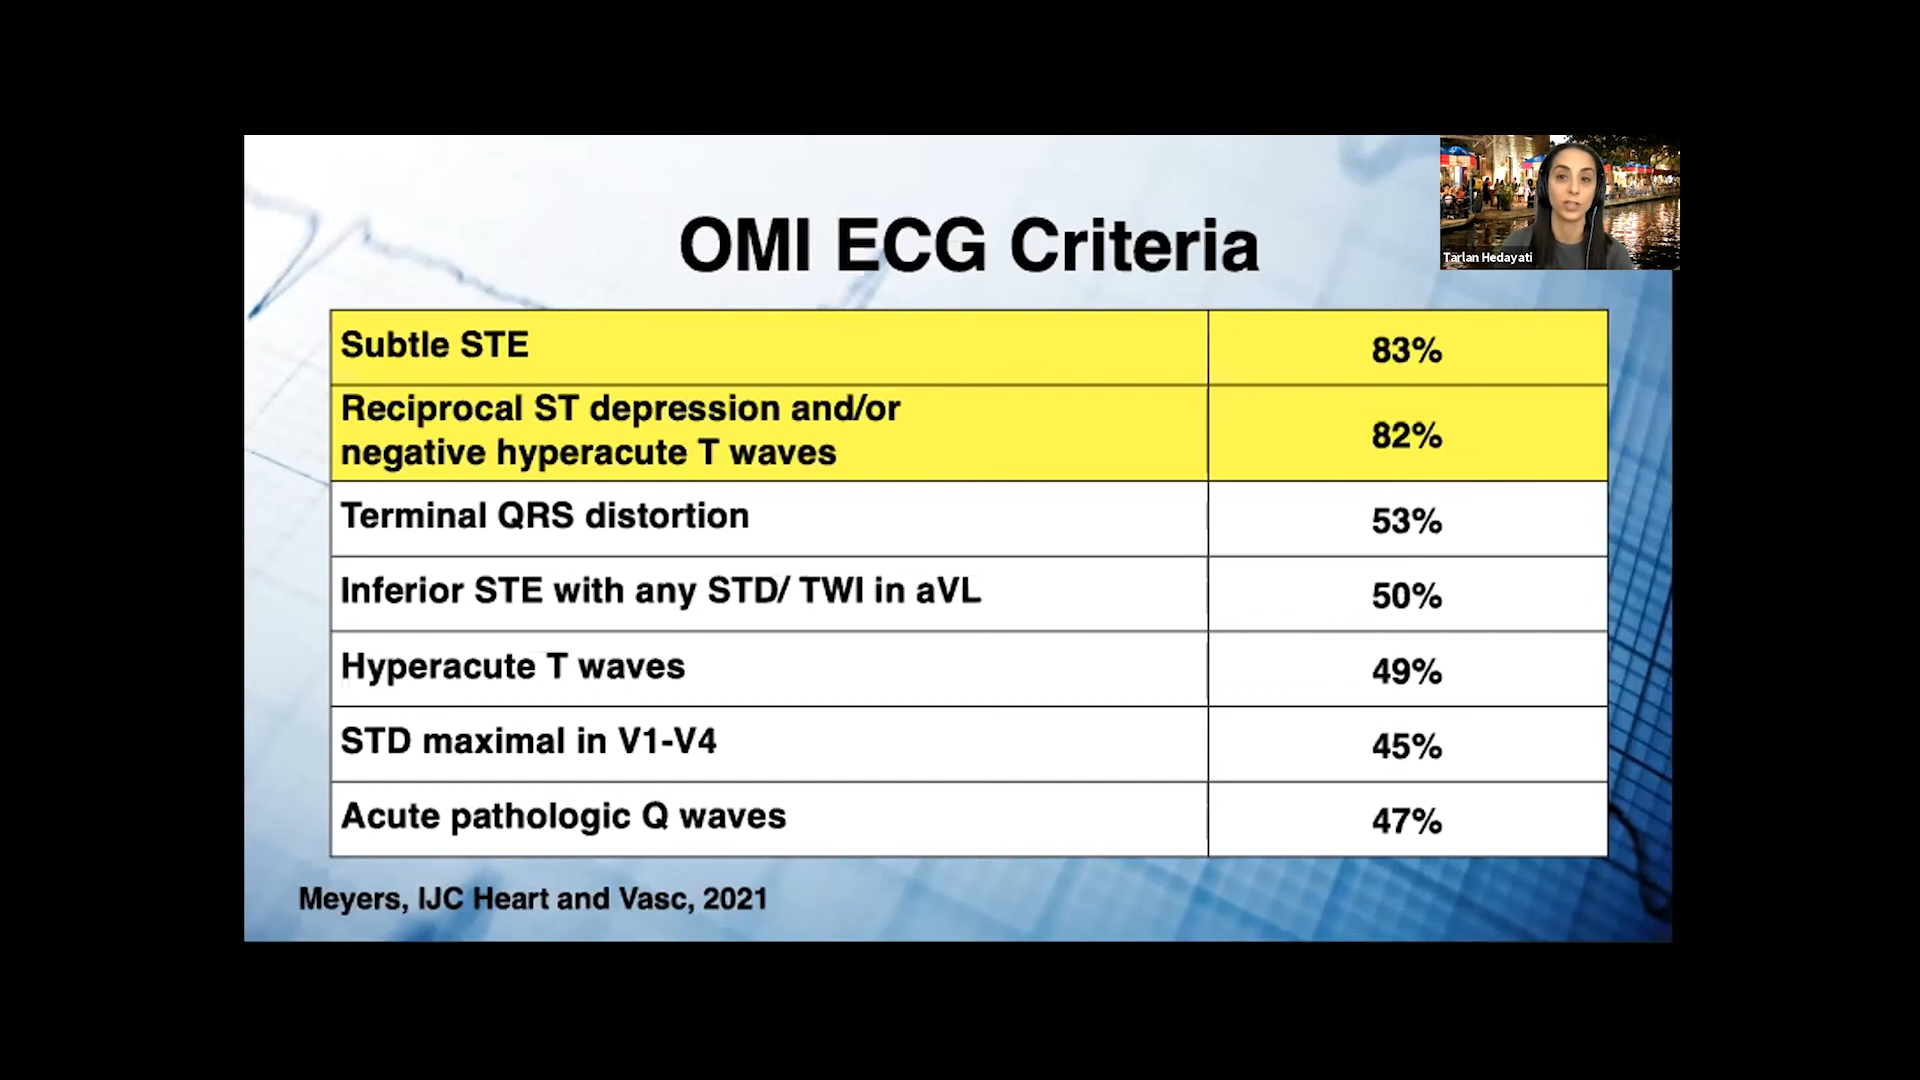 OMI ECG Criteria
Tarlan Hedayati
Subtle STE 83%
Reciprocal ST depression and/or
negative hyperacute T waves 82%
Terminal QRS distortion 53%
Inferior STE with any STD/ TWI in aVL 50%
Hyperacute T waves 49%
STD maximal in V1-V4 45%
Acute pathologic Q waves 47%
Meyers, IJC Heart and Vasc, 2021